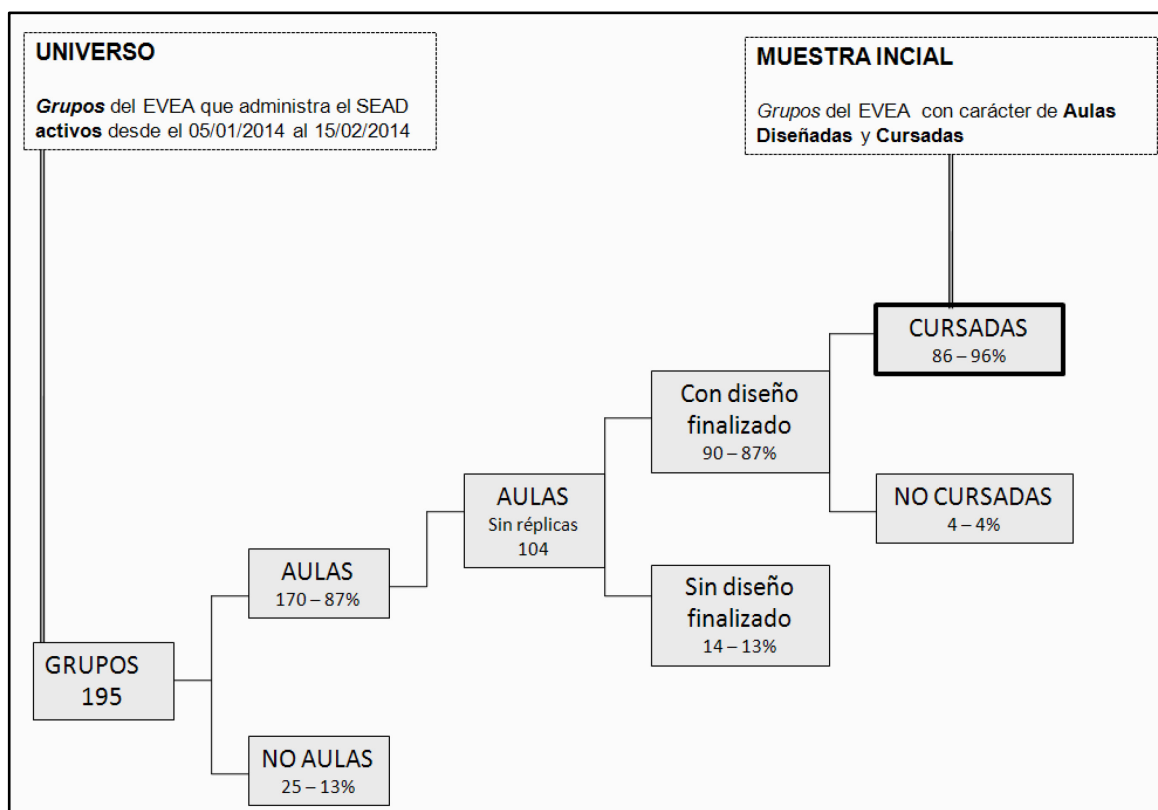 UNIVERSO
Grupos del EVEA que administra el SEAD
activos desde el 05/01/2014 al 15/02/2014
MUESTRA INCIAL
Grupos del EVEA con carácter de Aulas
Diseñadas y Cursadas
CURSADAS
86 – 96%
Con diseño
finalizado
90 – 87%
NO CURSADAS
4 – 4%
AULAS
Sin réplicas
104
AULAS
170 – 87%
Sin diseño
finalizado
14 – 13%
GRUPOS
195
NO AULAS
25 – 13%